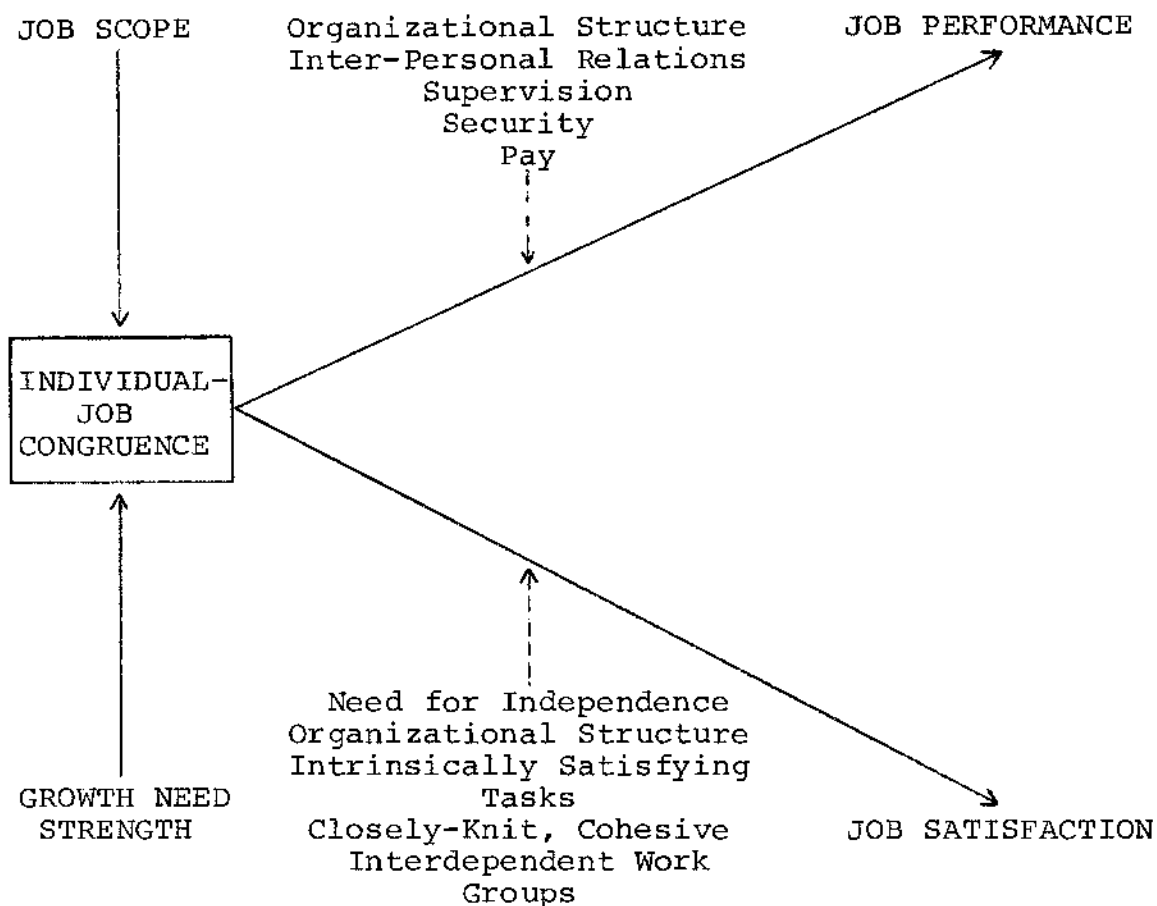 JOB SCOPE
Organizational Structure
Inter-Personal Relations
Supervision
Security
Pay
JOB PERFORMANCE
INDIVIDUAL-
JOB
CONGRUENCE
GROWTH NEED
STRENGTH
Need for Independence
Organizational Structure
Intrinsically Satisfying
Tasks
Closely-Knit, Cohesive
Interdependent Work
Groups
JOB SATISFACTION